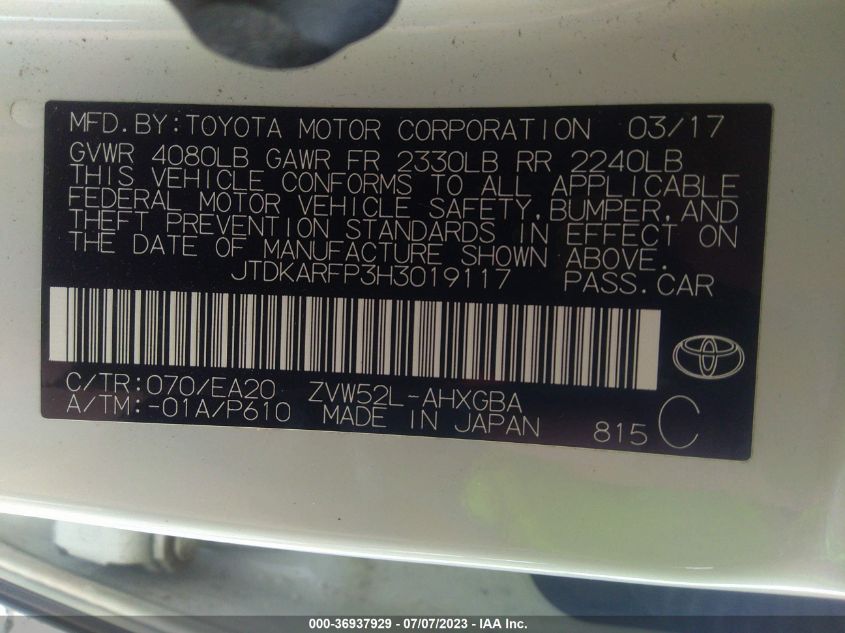 MFD.BY:TOYOTA MOTOR CORPORATION 03/17
GVWR 4080LB GAWR FR 2330LB RR 2240LB
THIS VEHICLE CONFORMS TO ALL APPLICABLE
FEDERAL MOTOR VEHICLE SAFETY,BUMPER,AND
THEFT PREVENTION STANDARDS IN EFFECT ON
THE DATE OF MANUFACTURE SHOWN ABOVE.
JTDKARFP3H3019117 PASS.CAR
C/TR:070/EA20 ZVW52L-AHXGBA
A/TM:-01A/P610 MADE IN JAPAN 815 C
000-36937929 - 07/07/2023 - IAA Inc.